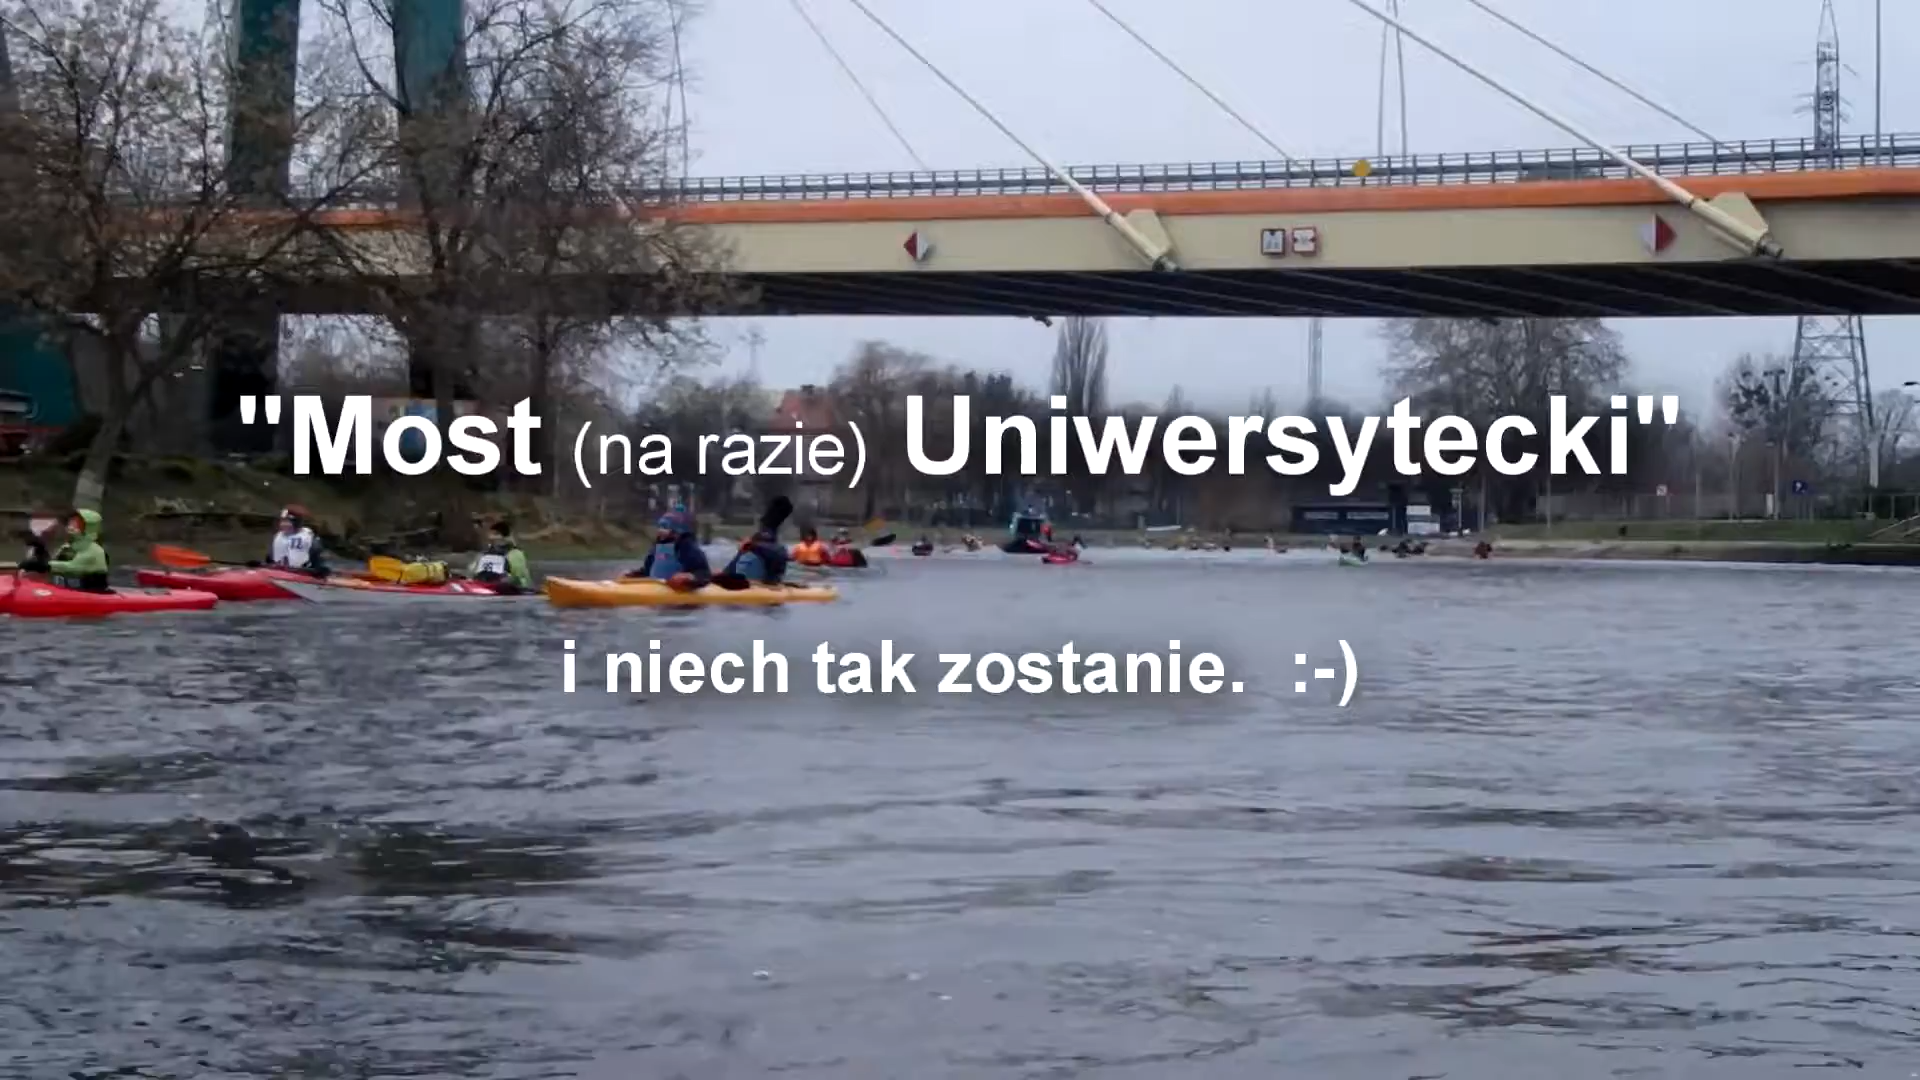 "Most (na razie) Uniwersytecki"
i niech tak zostanie. :-)